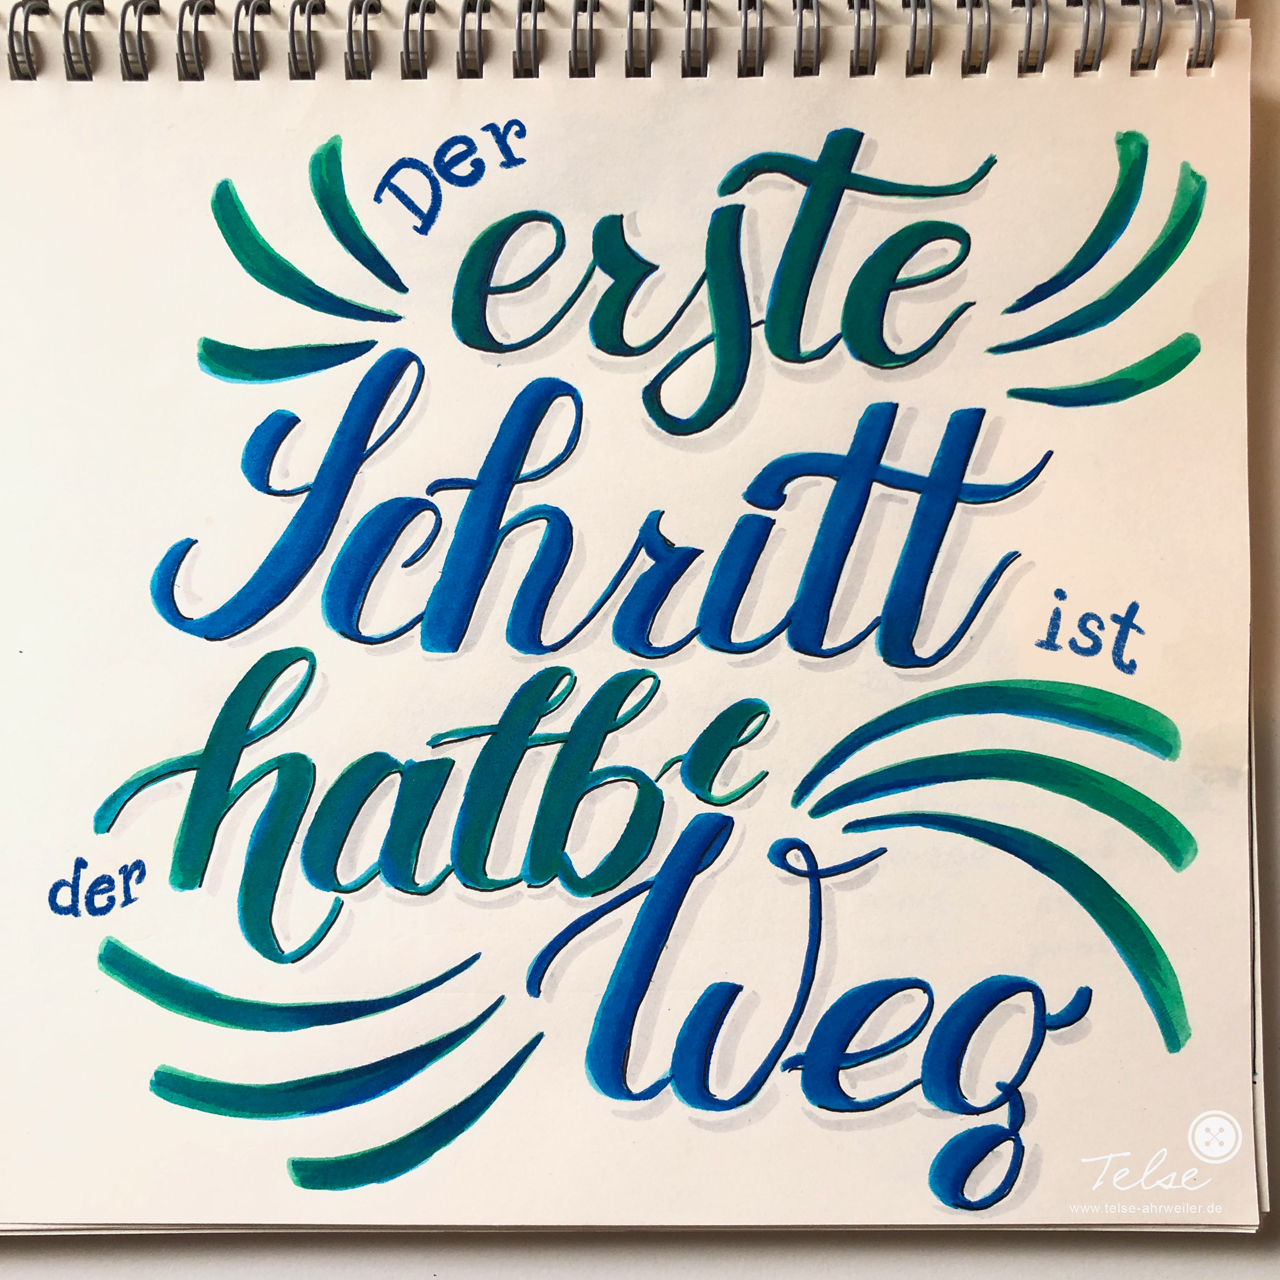 Der
erste
Schritt
ist
der
halbe
Weg
Telse
www.telse-ahrweiler.de